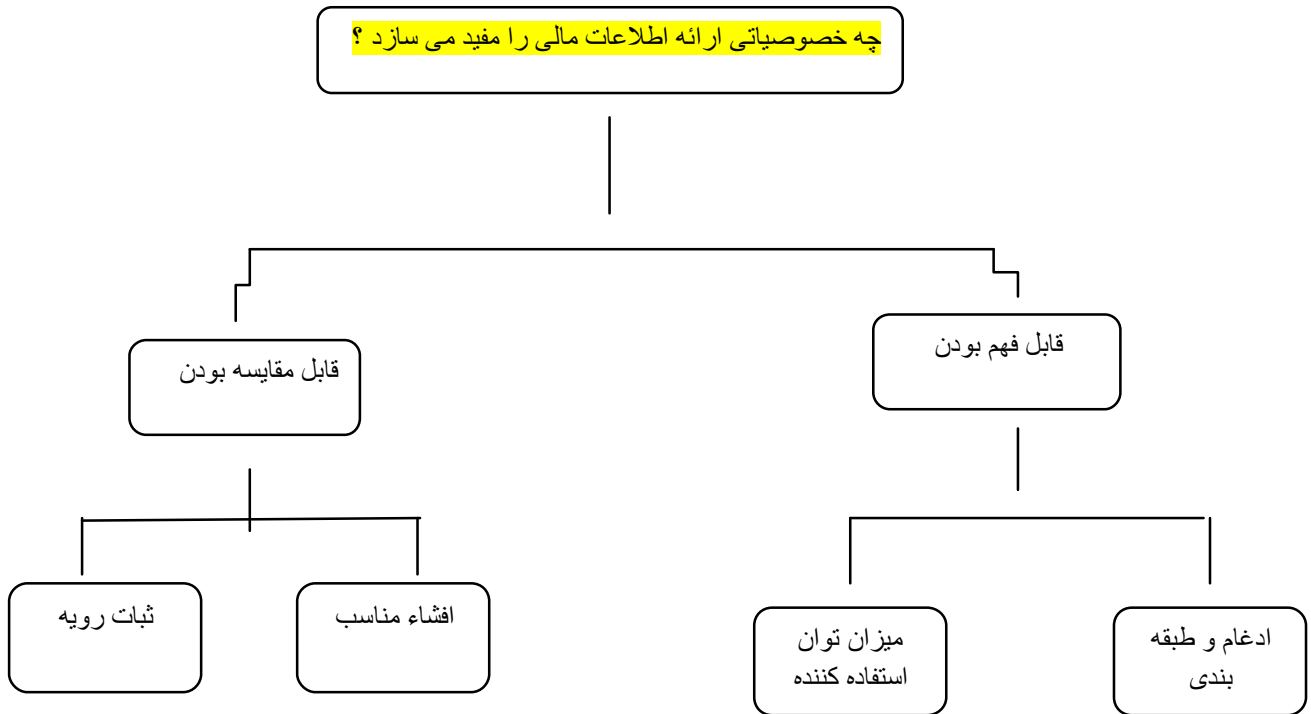 چه خصوصیاتی ارائه اطلاعات مالی را مفید می سازد ؟
قابل فهم بودن
قابل مقایسه بودن
ادغام و طبقه
بندی
میزان توان
استفاده کننده
افشاء مناسب
ثبات رویه